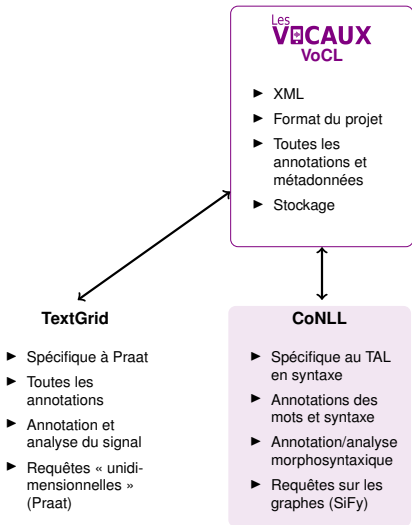 Les
VOCAUX
VoCL
► XML
► Format du projet
► Toutes les
annotations et
métadonnées
► Stockage
TextGrid
► Spécifique à Praat
► Toutes les
annotations
► Annotation et
analyse du signal
► Requêtes « unidi-
mensionnelles »
(Praat)
CoNLL
► Spécifique au TAL
en syntaxe
► Annotations des
mots et syntaxe
► Annotation/analyse
morphosyntaxique
► Requêtes sur les
graphes (SiFy)